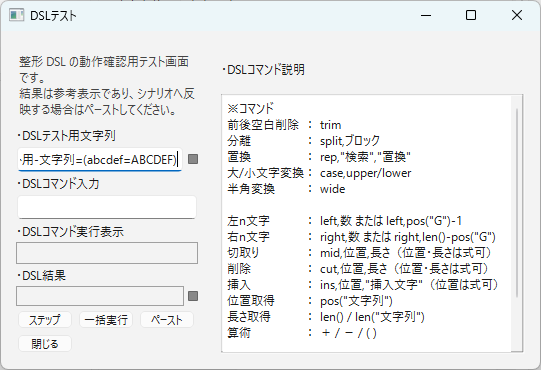 DSLテスト
整形 DSL の動作確認用テスト画面
です。
結果は参考表示であり、シナリオへ反
映する場合はペーストしてください。
・DSLテスト用文字列
用-文字列=(abcdef=ABCDEF)
・DSLコマンド入力
・DSLコマンド実行表示
・DSL結果
ステップ 一括実行 ペースト
閉じる
・DSLコマンド説明
※コマンド
前後空白削除 : trim
分離 : split,ブロック
置換 : rep,"検索","置換"
大/小文字変換 : case,upper/lower
半角変換 : wide
左n文字 : left,数 または left,pos("G")-1
右n文字 : right,数 または right,len()-pos("G")
切取り : mid,位置,長さ（位置・長さは式可）
削除 : cut,位置,長さ（位置・長さは式可）
挿入 : ins,位置,"挿入文字"（位置は式可）
位置取得 : pos("文字列")
長さ取得 : len() / len("文字列")
算術 : ＋ / － / ( )